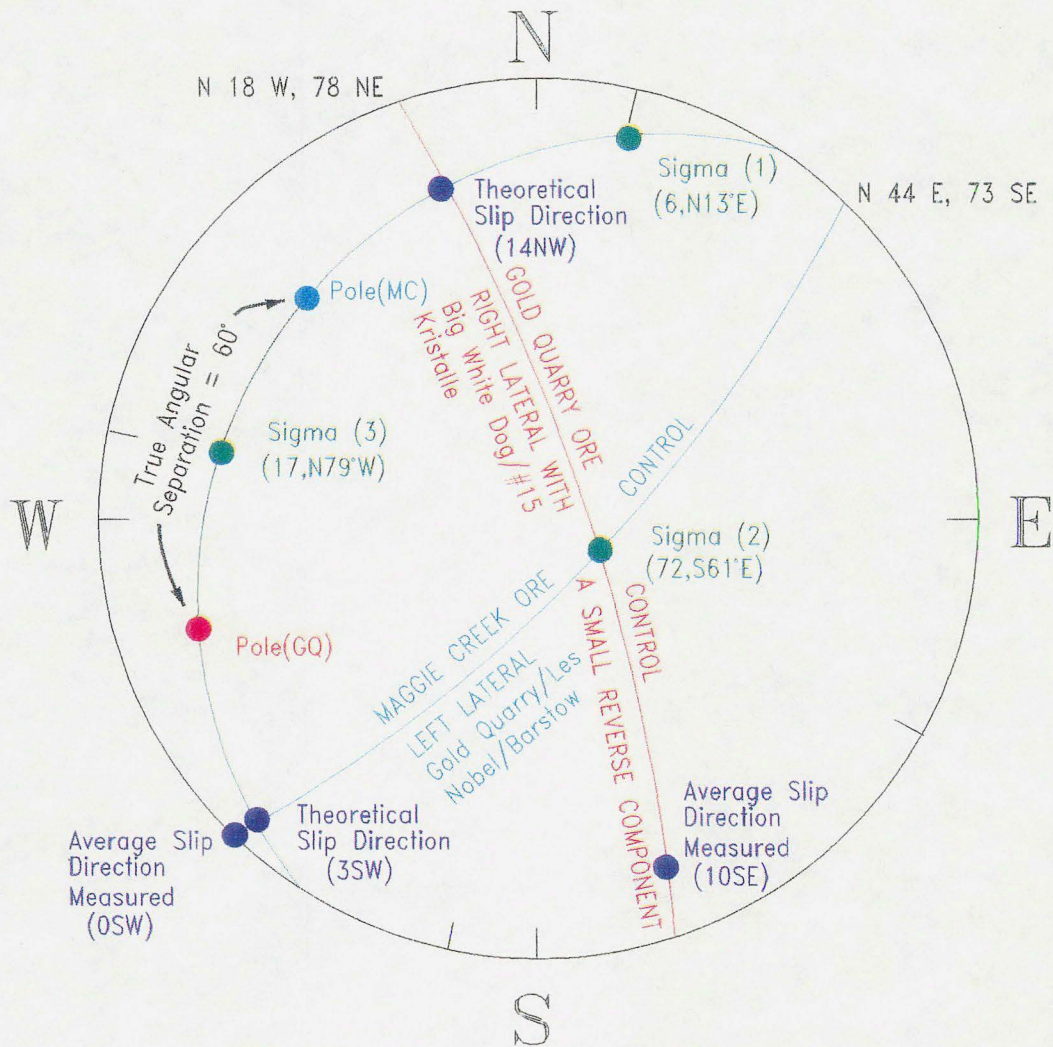 N
N 18 W, 78 NE
Sigma (1)
(6,N13°E)
N 44 E, 73 SE
Theoretical
Slip Direction
(14NW)
Pole(MC)
True Angular
Separation = 60°
GOLD QUARRY ORE
CONTROL
RIGHT LATERAL WITH
A SMALL REVERSE COMPONENT
Big White Dog/#15
Kristalle
Sigma (3)
(17,N79°W)
W
E
Sigma (2)
(72,S61°E)
Pole(GQ)
MAGGIE CREEK ORE
CONTROL
LEFT LATERAL
Gold Quarry/Les
Nobel/Barstow
Average Slip
Direction
Measured
(0SW)
Theoretical
Slip Direction
(3SW)
Average Slip
Direction
Measured
(10SE)
S